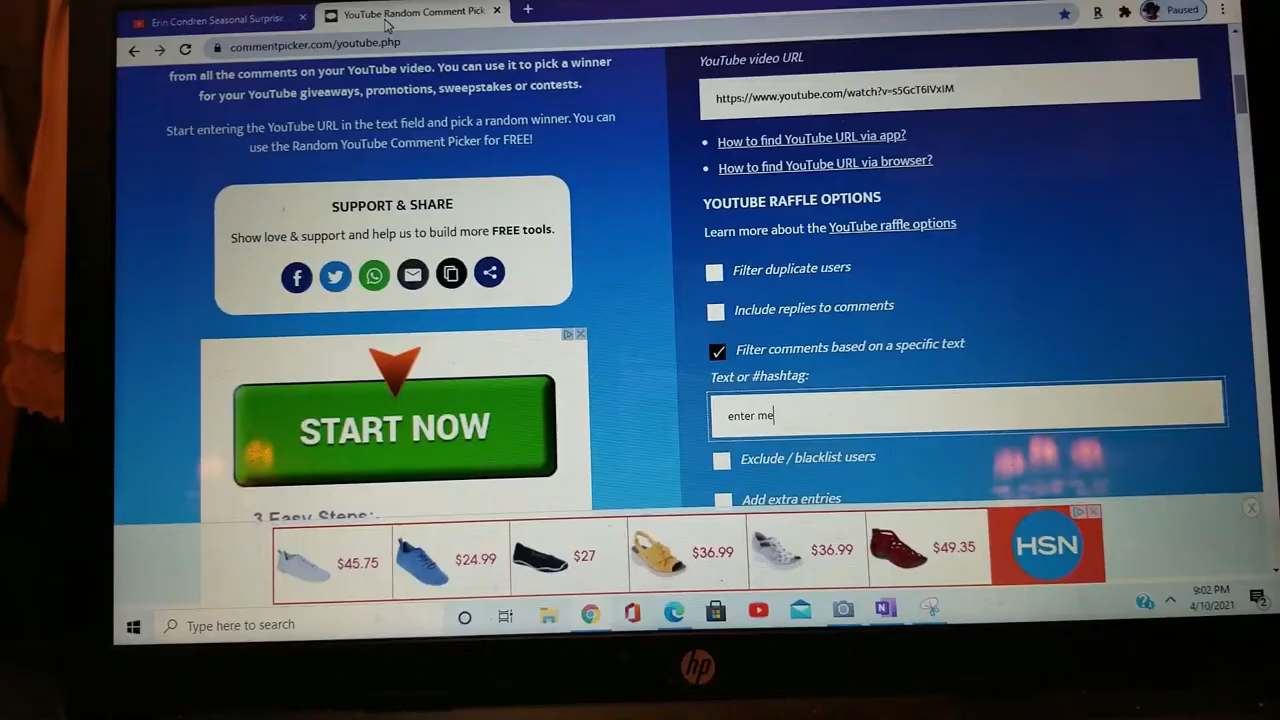 Erin Condren Seasonal Surprise
YouTube Random Comment Pick
Paused
commentpicker.com/youtube.php
from all the comments on your YouTube video. You can use it to pick a winner
for your YouTube giveaways, promotions, sweepstakes or contests.
Start entering the YouTube URL in the text field and pick a random winner. You can
use the Random YouTube Comment Picker for FREE!
SUPPORT & SHARE
Show love & support and help us to build more FREE tools.
START NOW
3 Easy Steps:
YouTube video URL
https://www.youtube.com/watch?v=s5GcT6IVxIM
How to find YouTube URL via app?
How to find YouTube URL via browser?
YOUTUBE RAFFLE OPTIONS
Learn more about the YouTube raffle options
Filter duplicate users
Include replies to comments
Filter comments based on a specific text
Text or #hashtag:
enter me
Exclude / blacklist users
Add extra entries
$45.75
$24.99
$27
$36.99
$36.99
$49.35
HSN
Type here to search
9:02 PM
4/10/2021
2
hp